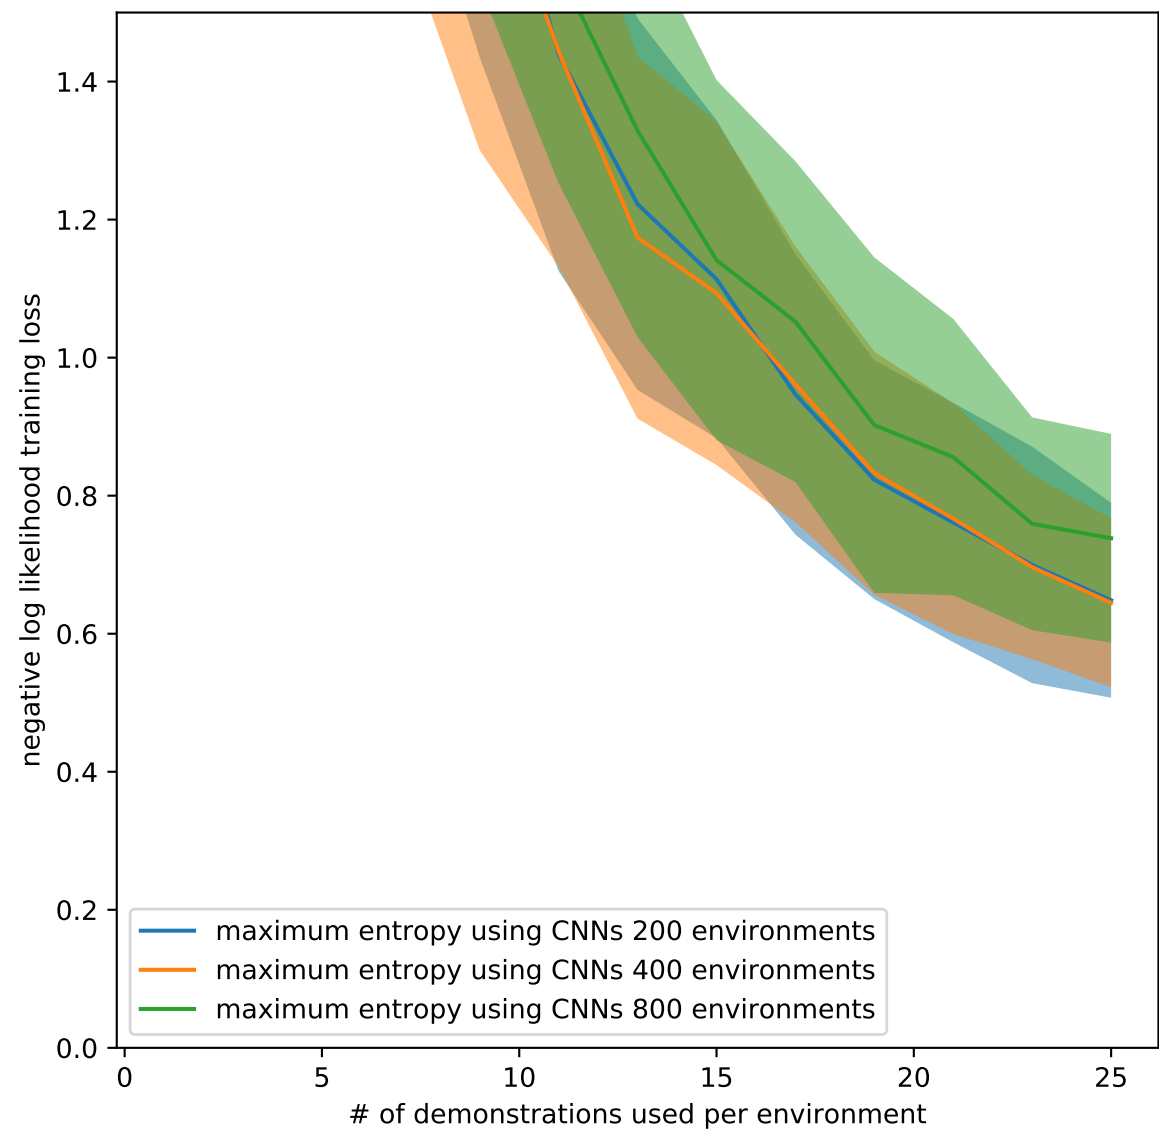 1.4
1.2
1.0
0.8
0.6
0.4
0.2
0.0
negative log likelihood training loss
maximum entropy using CNNs 200 environments
maximum entropy using CNNs 400 environments
maximum entropy using CNNs 800 environments
0 5 10 15 20 25
# of demonstrations used per environment